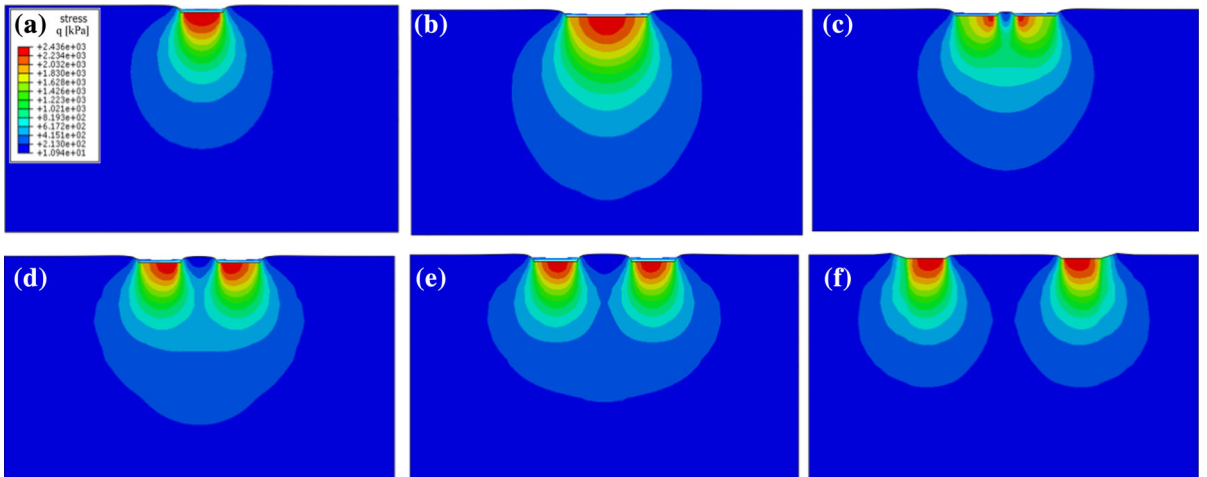 (a)
stress
q [kPa]
+2.436e+03
+2.234e+03
+2.032e+03
+1.830e+03
+1.628e+03
+1.426e+03
+1.223e+03
+1.021e+03
+8.193e+02
+6.172e+02
+4.151e+02
+2.130e+02
+1.094e+01
(b)
(c)
(d)
(e)
(f)